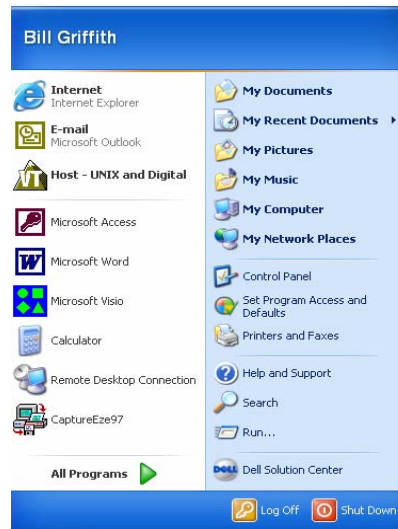 Bill Griffith
Internet
Internet Explorer
E-mail
Microsoft Outlook
VT
Host - UNIX and Digital
Microsoft Access
W
Microsoft Word
Microsoft Visio
Calculator
Remote Desktop Connection
CaptureEze97
All Programs
My Documents
My Recent Documents
My Pictures
My Music
My Computer
My Network Places
Control Panel
Set Program Access and
Defaults
Printers and Faxes
Help and Support
Search
Run...
DELL
Dell Solution Center
Log Off
Shut Down